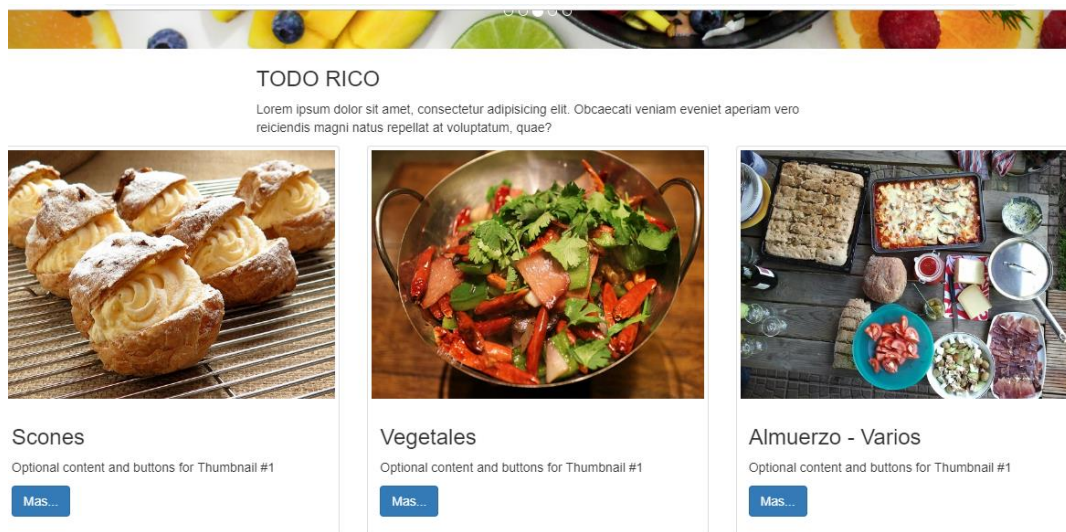 TODO RICO
Lorem ipsum dolor sit amet, consectetur adipisicing elit. Obcaecati veniam eveniet aperiam vero
reiciendis magni natus repellat at voluptatum, quae?
Scones
Optional content and buttons for Thumbnail #1
Mas...
Vegetales
Optional content and buttons for Thumbnail #1
Mas...
Almuerzo - Varios
Optional content and buttons for Thumbnail #1
Mas...